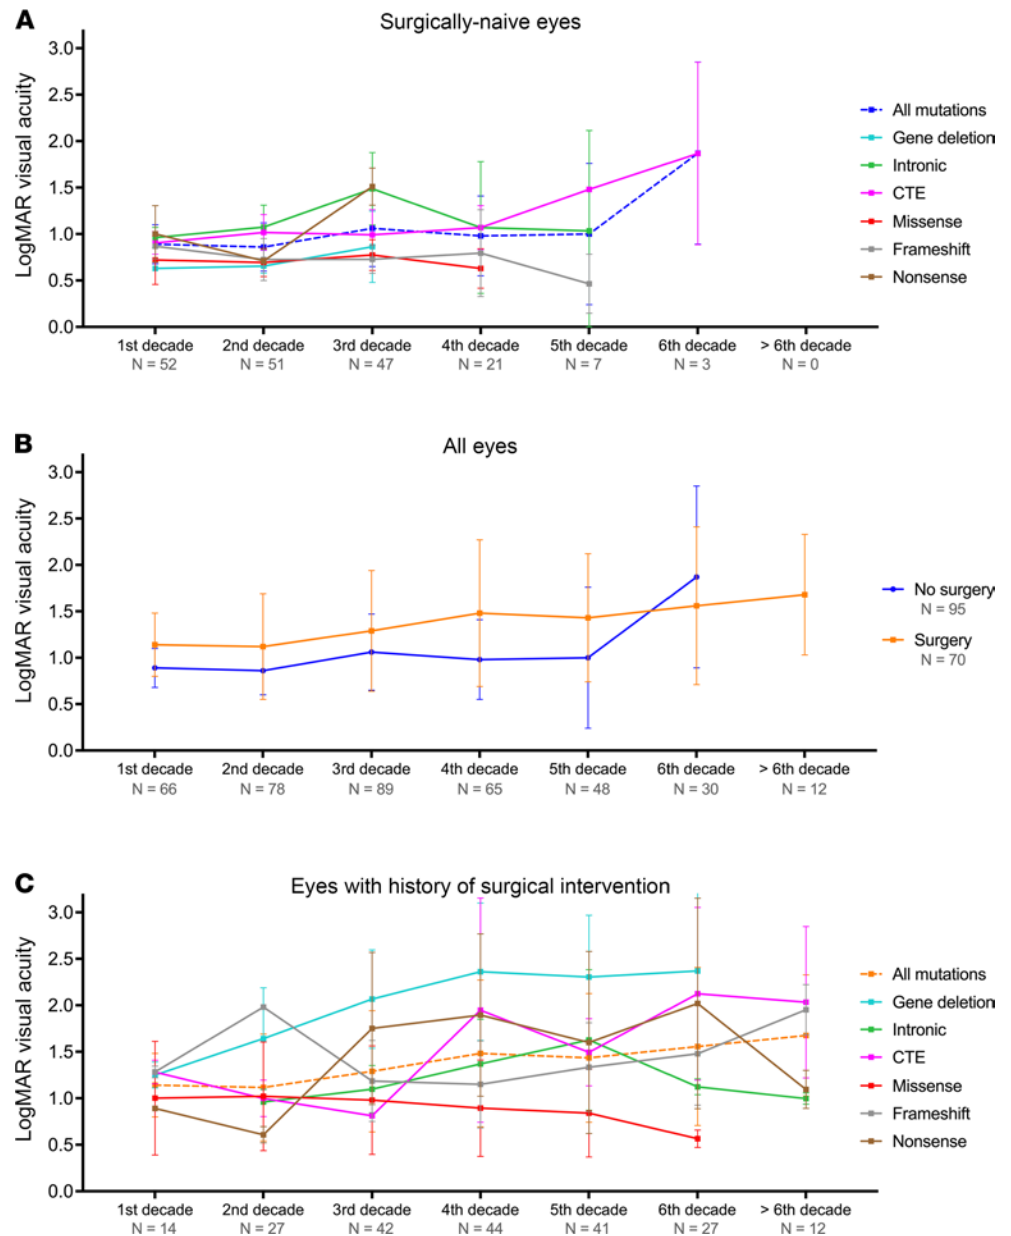 A
Surgically-naive eyes
LogMAR visual acuity
3.0
2.5
2.0
1.5
1.0
0.5
0.0
1st decade 2nd decade 3rd decade 4th decade 5th decade 6th decade > 6th decade
N = 52 N = 51 N = 47 N = 21 N = 7 N = 3 N = 0
All mutations
Gene deletion
Intronic
CTE
Missense
Frameshift
Nonsense
B
All eyes
LogMAR visual acuity
3.0
2.5
2.0
1.5
1.0
0.5
0.0
1st decade 2nd decade 3rd decade 4th decade 5th decade 6th decade > 6th decade
N = 66 N = 78 N = 89 N = 65 N = 48 N = 30 N = 12
No surgery
N = 95
Surgery
N = 70
C
Eyes with history of surgical intervention
LogMAR visual acuity
3.0
2.5
2.0
1.5
1.0
0.5
0.0
1st decade 2nd decade 3rd decade 4th decade 5th decade 6th decade > 6th decade
N = 14 N = 27 N = 42 N = 44 N = 41 N = 27 N = 12
All mutations
Gene deletion
Intronic
CTE
Missense
Frameshift
Nonsense